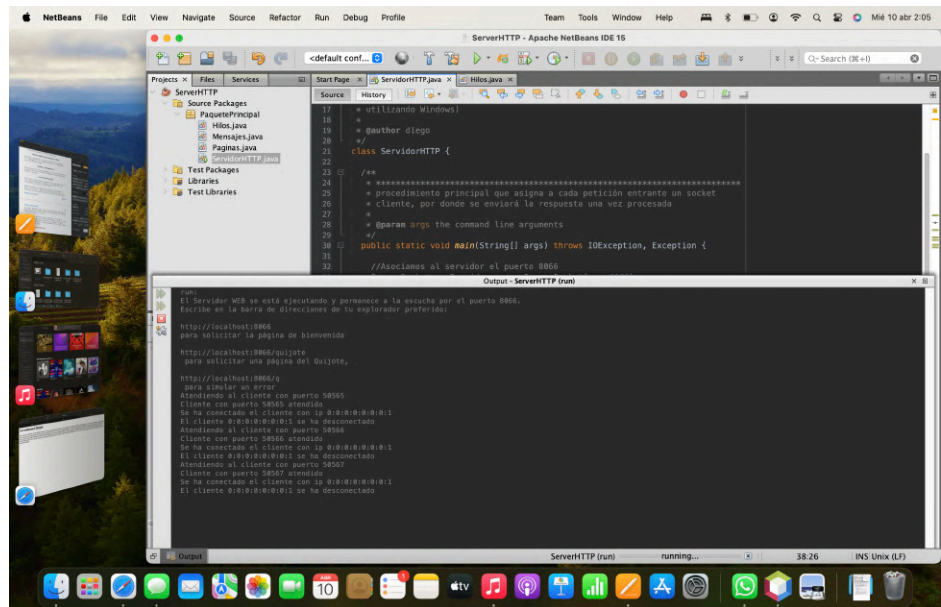 NetBeans File Edit View Navigate Source Refactor Run Debug Profile Team Tools Window Help Mié 10 abr 2:05
ServerHTTP - Apache NetBeans IDE 15
<default conf...
Search (⌘+I)
Projects Files Services
Start Page ServidorHTTP.java Hilos.java
ServerHTTP
Source Packages
PaquetePrincipal
Hilos.java
Mensajes.java
Paginas.java
ServidorHTTP.java
Test Packages
Libraries
Test Libraries
Source History
17 * utilizando Windows)
18 *
19 * @author diego
20 */
21 class ServidorHTTP {
22
23 /**
24 * **************************************************************************
25 * procedimiento principal que asigna a cada petición entrante un socket
26 * cliente, por donde se enviará la respuesta una vez procesada
27 *
28 * @param args the command line arguments
29 */
30 public static void main(String[] args) throws IOException, Exception {
31
32 //Asociamos al servidor el puerto 8066
Output - ServerHTTP (run)
run:
El Servidor WEB se está ejecutando y permanece a la escucha por el puerto 8066.
Escribe en la barra de direcciones de tu explorador preferido:
http://localhost:8066
para solicitar la página de bienvenida
http://localhost:8066/quijote
para solicitar una página del Quijote,
http://localhost:8066/q
para simular un error
Atendiendo al cliente con puerto 50565
Cliente con puerto 50565 atendido
Se ha conectado el cliente con ip 0:0:0:0:0:0:0:1
El cliente 0:0:0:0:0:0:0:1 se ha desconectado
Atendiendo al cliente con puerto 50566
Cliente con puerto 50566 atendido
Se ha conectado el cliente con ip 0:0:0:0:0:0:0:1
El cliente 0:0:0:0:0:0:0:1 se ha desconectado
Atendiendo al cliente con puerto 50567
Cliente con puerto 50567 atendido
Se ha conectado el cliente con ip 0:0:0:0:0:0:0:1
El cliente 0:0:0:0:0:0:0:1 se ha desconectado
Output
ServerHTTP (run) running... 38:26 INS Unix (LF)
ABR
10
1
tv